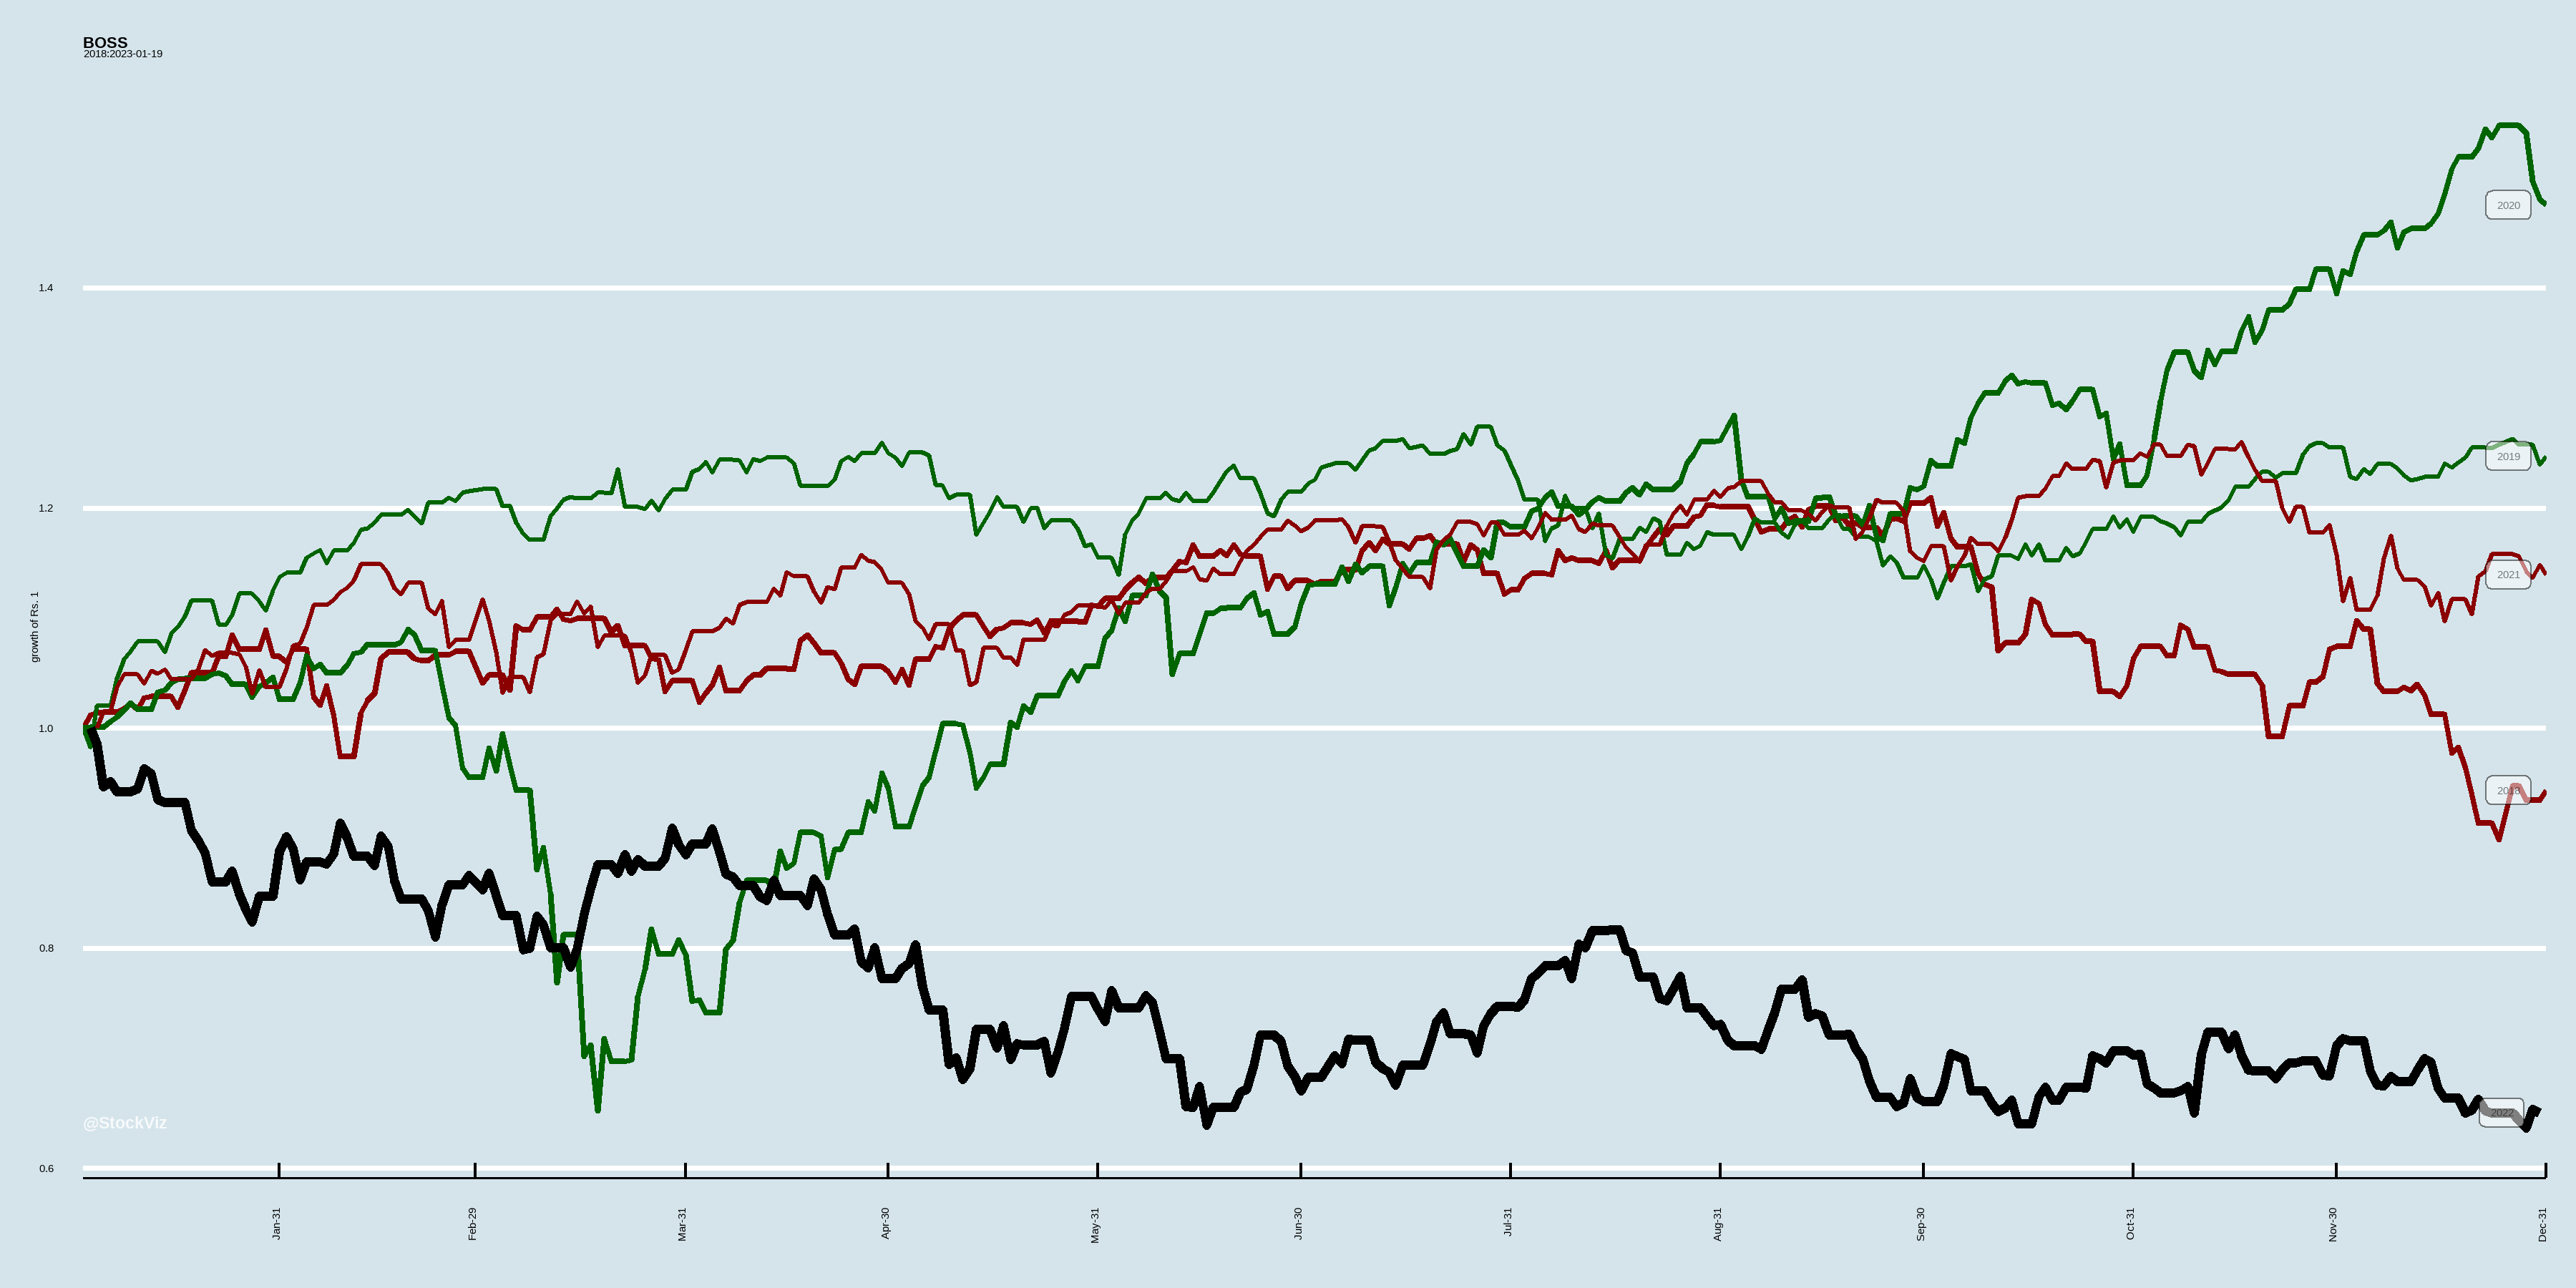 BOSS
2018:2023-01-19
growth of Rs. 1
1.4
1.2
1.0
0.8
0.6
2020
2019
2021
2018
2022
@StockViz
Jan-31
Feb-29
Mar-31
Apr-30
May-31
Jun-30
Jul-31
Aug-31
Sep-30
Oct-31
Nov-30
Dec-31